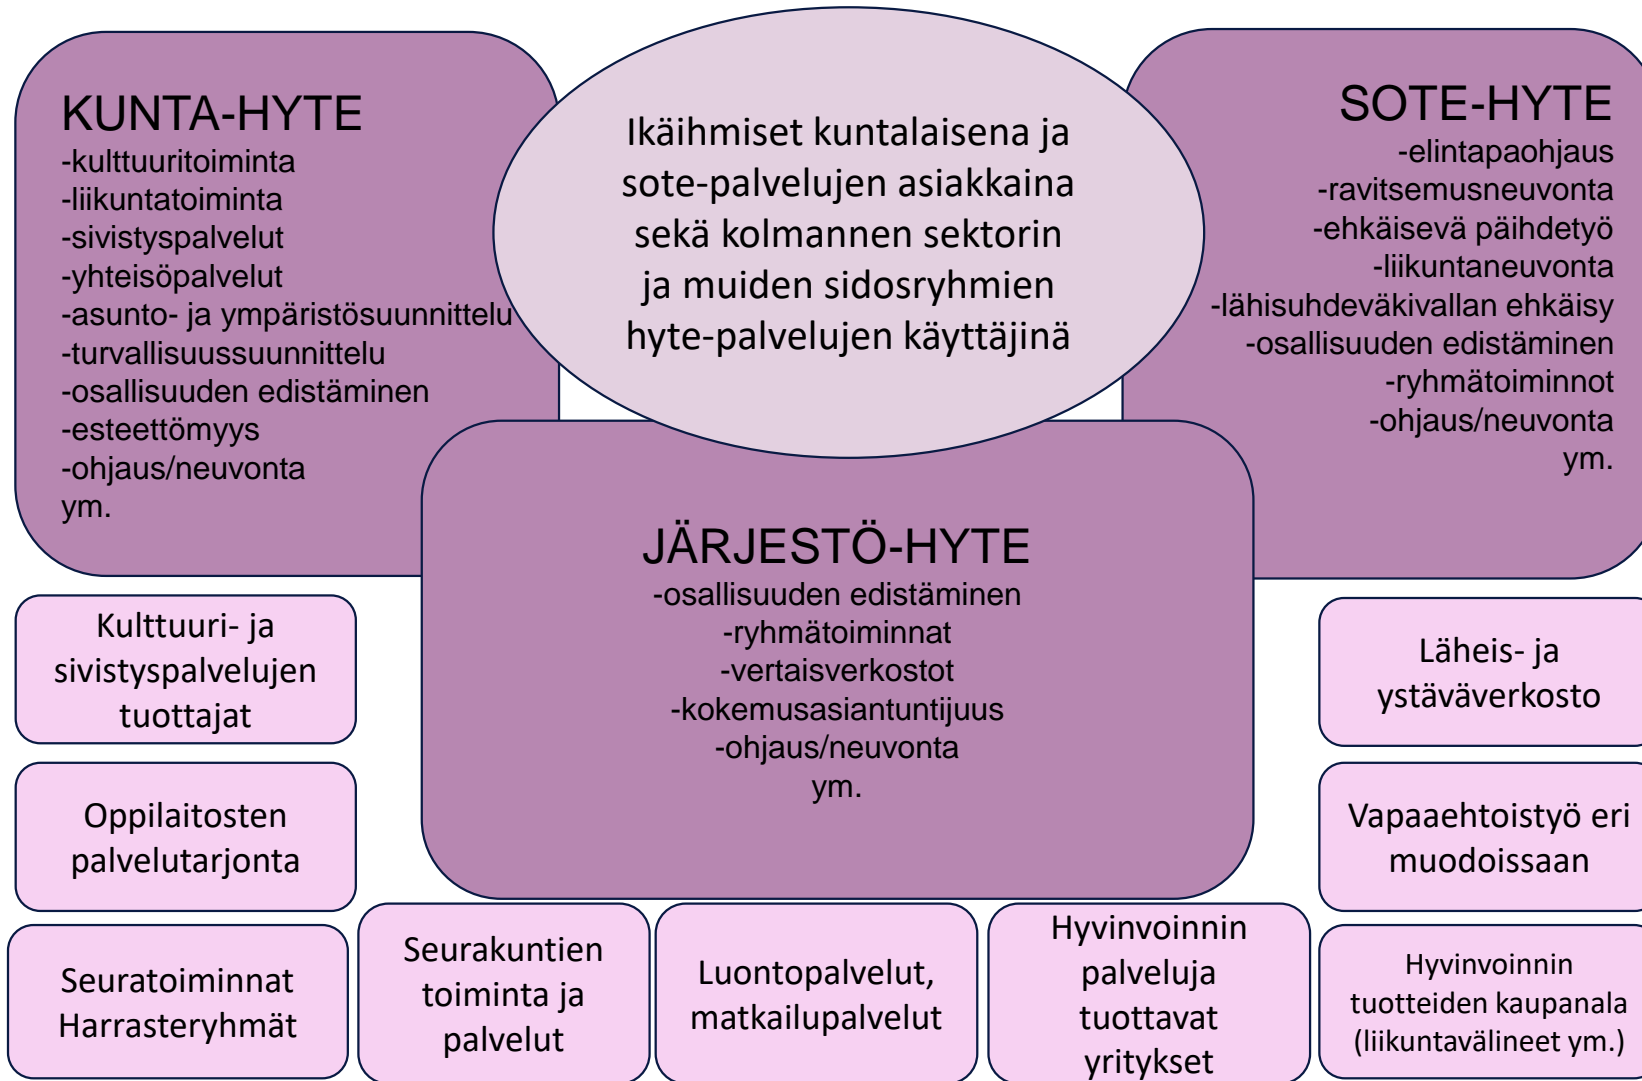 KUNTA-HYTE
-kulttuuritoiminta
-liikuntatoiminta
-sivistyspalvelut
-yhteisöpalvelut
-asunto- ja ympäristösuunnittelu
-turvallisuussuunnittelu
-osallisuuden edistäminen
-esteettömyys
-ohjaus/neuvonta
ym.
Ikäihmiset kuntalaisena ja
sote-palvelujen asiakkaina
sekä kolmannen sektorin
ja muiden sidosryhmien
hyte-palvelujen käyttäjinä
SOTE-HYTE
-elintapaohjaus
-ravitsemusneuvonta
-ehkäisevä päihdetyö
-liikuntaneuvonta
-lähisuhdeväkivallan ehkäisy
-osallisuuden edistäminen
-ryhmätoiminnot
-ohjaus/neuvonta
ym.
JÄRJESTÖ-HYTE
-osallisuuden edistäminen
-ryhmätoiminnat
-vertaisverkostot
-kokemusasiantuntijuus
-ohjaus/neuvonta
ym.
Kulttuuri- ja
sivistyspalvelujen
tuottajat
Läheis- ja
ystäväverkosto
Oppilaitosten
palvelutarjonta
Vapaaehtoistyö eri
muodoissaan
Seuratoiminnat
Harrasteryhmät
Seurakuntien
toiminta ja
palvelut
Luontopalvelut,
matkailupalvelut
Hyvinvoinnin
palveluja
tuottavat
yritykset
Hyvinvoinnin
tuotteiden kaupanala
(liikuntavälineet ym.)